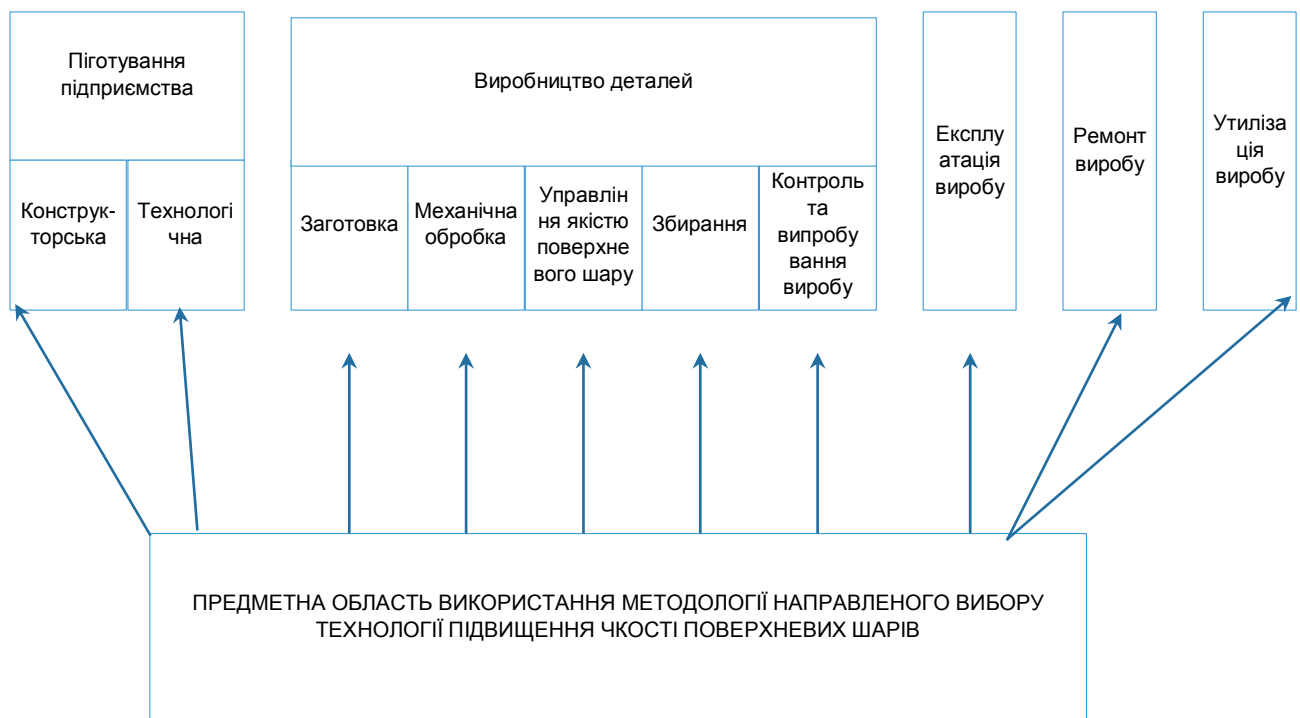 Піготування
підприємства
Конструк-
торська
Технологі
чна
Виробництво деталей
Заготовка
Механічна
обробка
Управлін
ня якістю
поверхне
вого шару
Збирання
Контроль
та
випробу
вання
виробу
Експлу
атація
виробу
Ремонт
виробу
Утиліза
ція
виробу
ПРЕДМЕТНА ОБЛАСТЬ ВИКОРИСТАННЯ МЕТОДОЛОГІЇ НАПРАВЛЕНОГО ВИБОРУ
ТЕХНОЛОГІЇ ПІДВИЩЕННЯ ЧКОСТІ ПОВЕРХНЕВИХ ШАРІВ